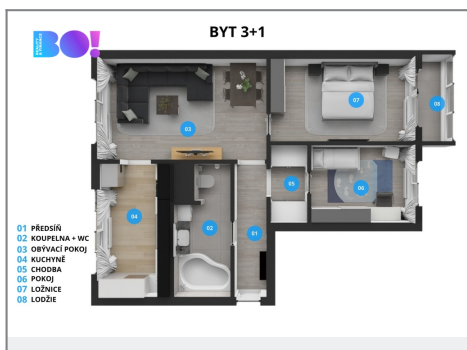 BO!
BYT 3+1
03
07
08
04
02
05
06
01
01 PŘEDSÍŇ
02 KOUPELNA + WC
03 OBÝVACÍ POKOJ
04 KUCHYNĚ
05 CHODBA
06 POKOJ
07 LOŽNICE
08 LODŽIE